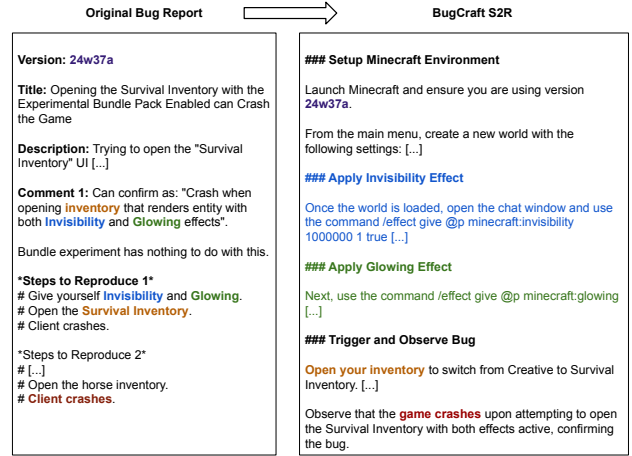 Original Bug Report
BugCraft S2R
Version: 24w37a
Title: Opening the Survival Inventory with the
Experimental Bundle Pack Enabled can Crash
the Game
Description: Trying to open the "Survival
Inventory" UI [...]
Comment 1: Can confirm as: "Crash when
opening inventory that renders entity with
both Invisibility and Glowing effects".
Bundle experiment has nothing to do with this.
*Steps to Reproduce 1*
# Give yourself Invisibility and Glowing.
# Open the Survival Inventory.
# Client crashes.
*Steps to Reproduce 2*
# [...]
# Open the horse inventory.
# Client crashes.
### Setup Minecraft Environment
Launch Minecraft and ensure you are using version
24w37a.
From the main menu, create a new world with the
following settings: [...]
### Apply Invisibility Effect
Once the world is loaded, open the chat window and use
the command /effect give @p minecraft:invisibility
1000000 1 true [...]
### Apply Glowing Effect
Next, use the command /effect give @p minecraft:glowing
[...]
### Trigger and Observe Bug
Open your inventory to switch from Creative to Survival
Inventory. [...]
Observe that the game crashes upon attempting to open
the Survival Inventory with both effects active, confirming
the bug.